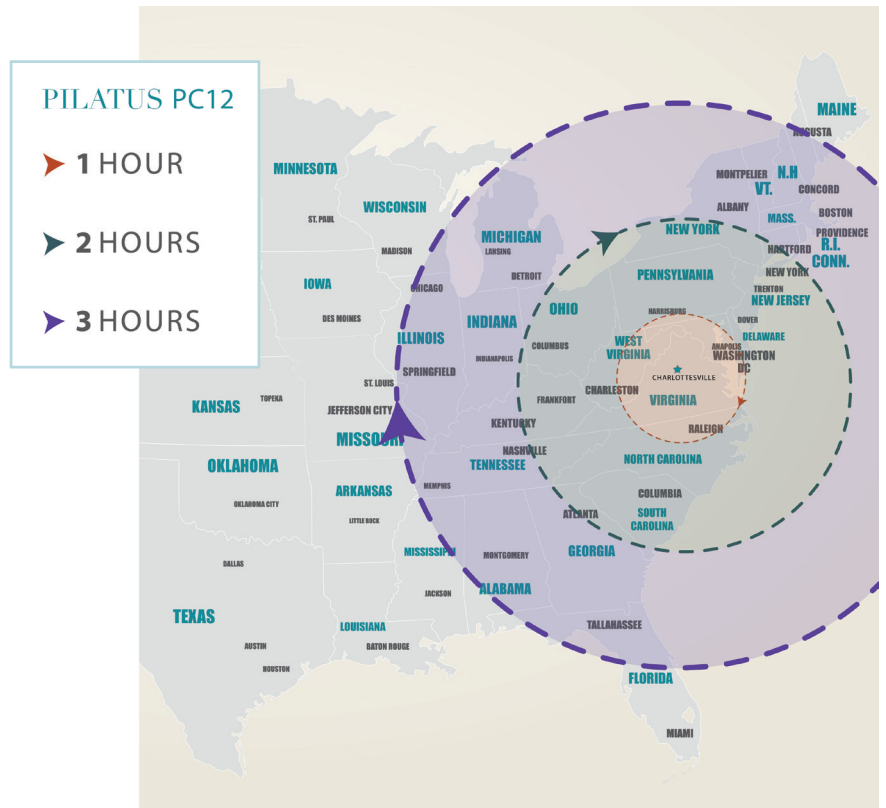 PILATUS PC12
1 HOUR
2 HOURS
3 HOURS
MAINE
AUGUSTA
MINNESOTA
MONTPELIER
N.H
VT.
CONCORD
WISCONSIN
ST. PAUL
ALBANY
MASS.
BOSTON
NEW YORK
PROVIDENCE
MICHIGAN
R.I.
HARTFORD
CONN.
MADISON
LANSING
DETROIT
PENNSYLVANIA
NEW YORK
IOWA
CHICAGO
TRENTON
NEW JERSEY
OHIO
HARRISBURG
DES MOINES
INDIANA
DOVER
ILLINOIS
WEST
VIRGINIA
DELAWARE
COLUMBUS
ANAPOLIS
INDIANAPOLIS
WASHINGTON
DC
SPRINGFIELD
CHARLOTTESVILLE
ST. LOUIS
CHARLESTON
TOPEKA
FRANKFORT
VIRGINIA
KANSAS
JEFFERSON CITY
KENTURKY
RALEIGH
MISSOURI
NASHVILLE
NORTH CAROLINA
OKLAHOMA
TENNESSEE
MEMPHIS
ARKANSAS
COLUMBIA
OKLAHOMA CITY
ATLANTA
SOUTH
CAROLINA
LITTLE ROCK
MISSISSIPPI
MONTGOMERY
GEORGIA
DALLAS
ALABAMA
JACKSON
TEXAS
LOUISIANA
TALLAHASSEE
AUSTIN
BATON ROUGE
HOUSTON
FLORIDA
MIAMI